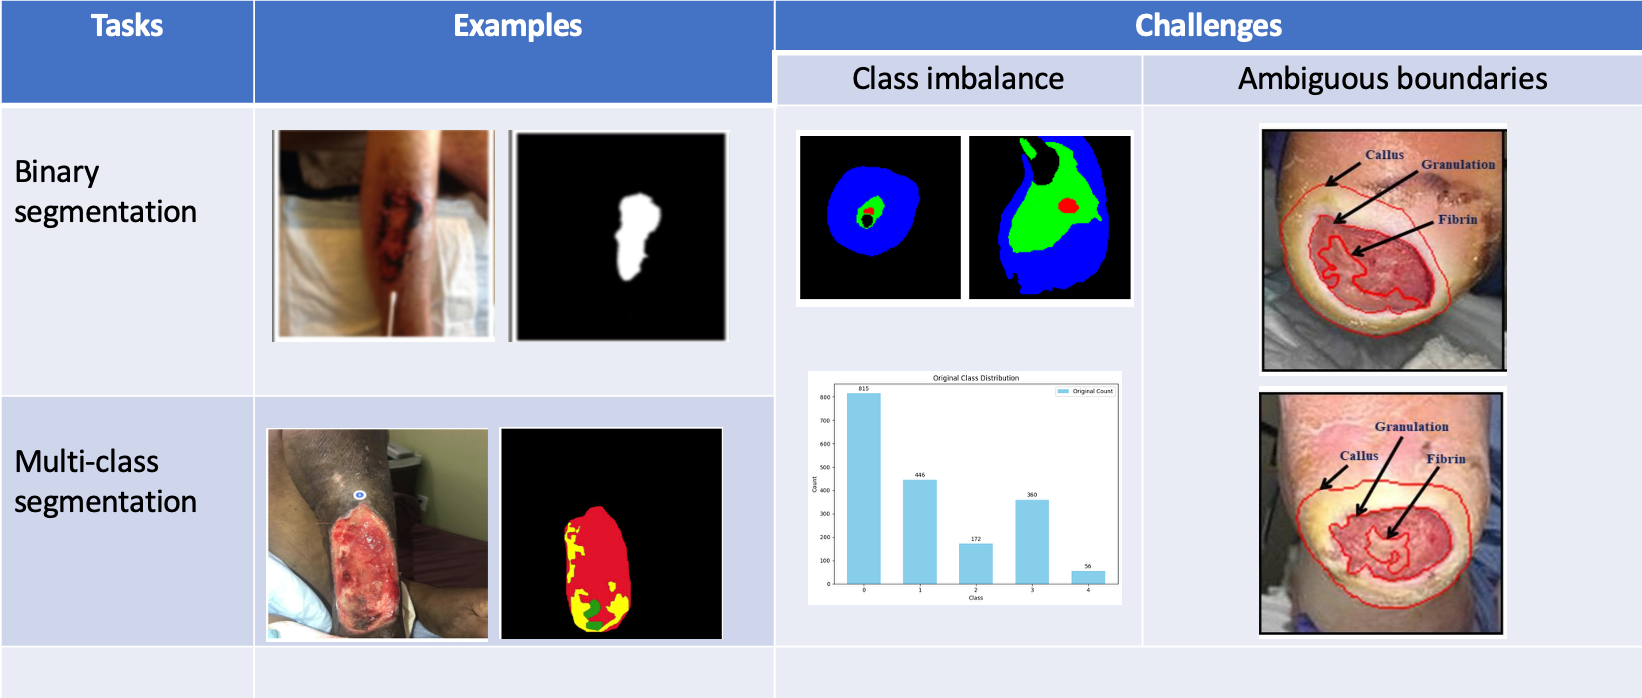 Tasks
Examples
Challenges
Class imbalance
Ambiguous boundaries
Binary
segmentation
Callus
Granulation
Fibrin
Original Class Distribution
Original Count
815
446
172
360
56
800
700
600
500
400
300
200
100
0
Count
0 1 2 3 4
Class
Multi-class
segmentation
Granulation
Callus
Fibrin